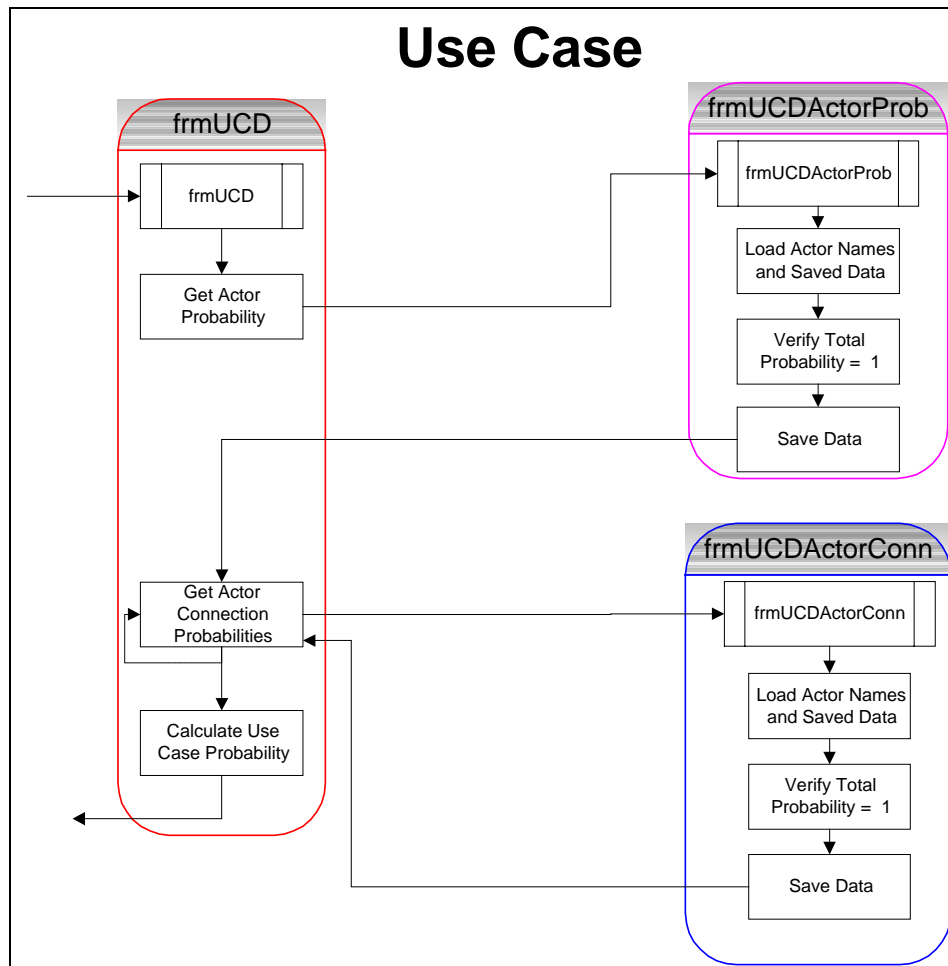 Use Case
frmUCD
frmUCD
Get Actor
Probability
Get Actor
Connection
Probabilities
Calculate Use
Case Probability
frmUCDActorProb
frmUCDActorProb
Load Actor Names
and Saved Data
Verify Total
Probability = 1
Save Data
frmUCDActorConn
frmUCDActorConn
Load Actor Names
and Saved Data
Verify Total
Probability = 1
Save Data